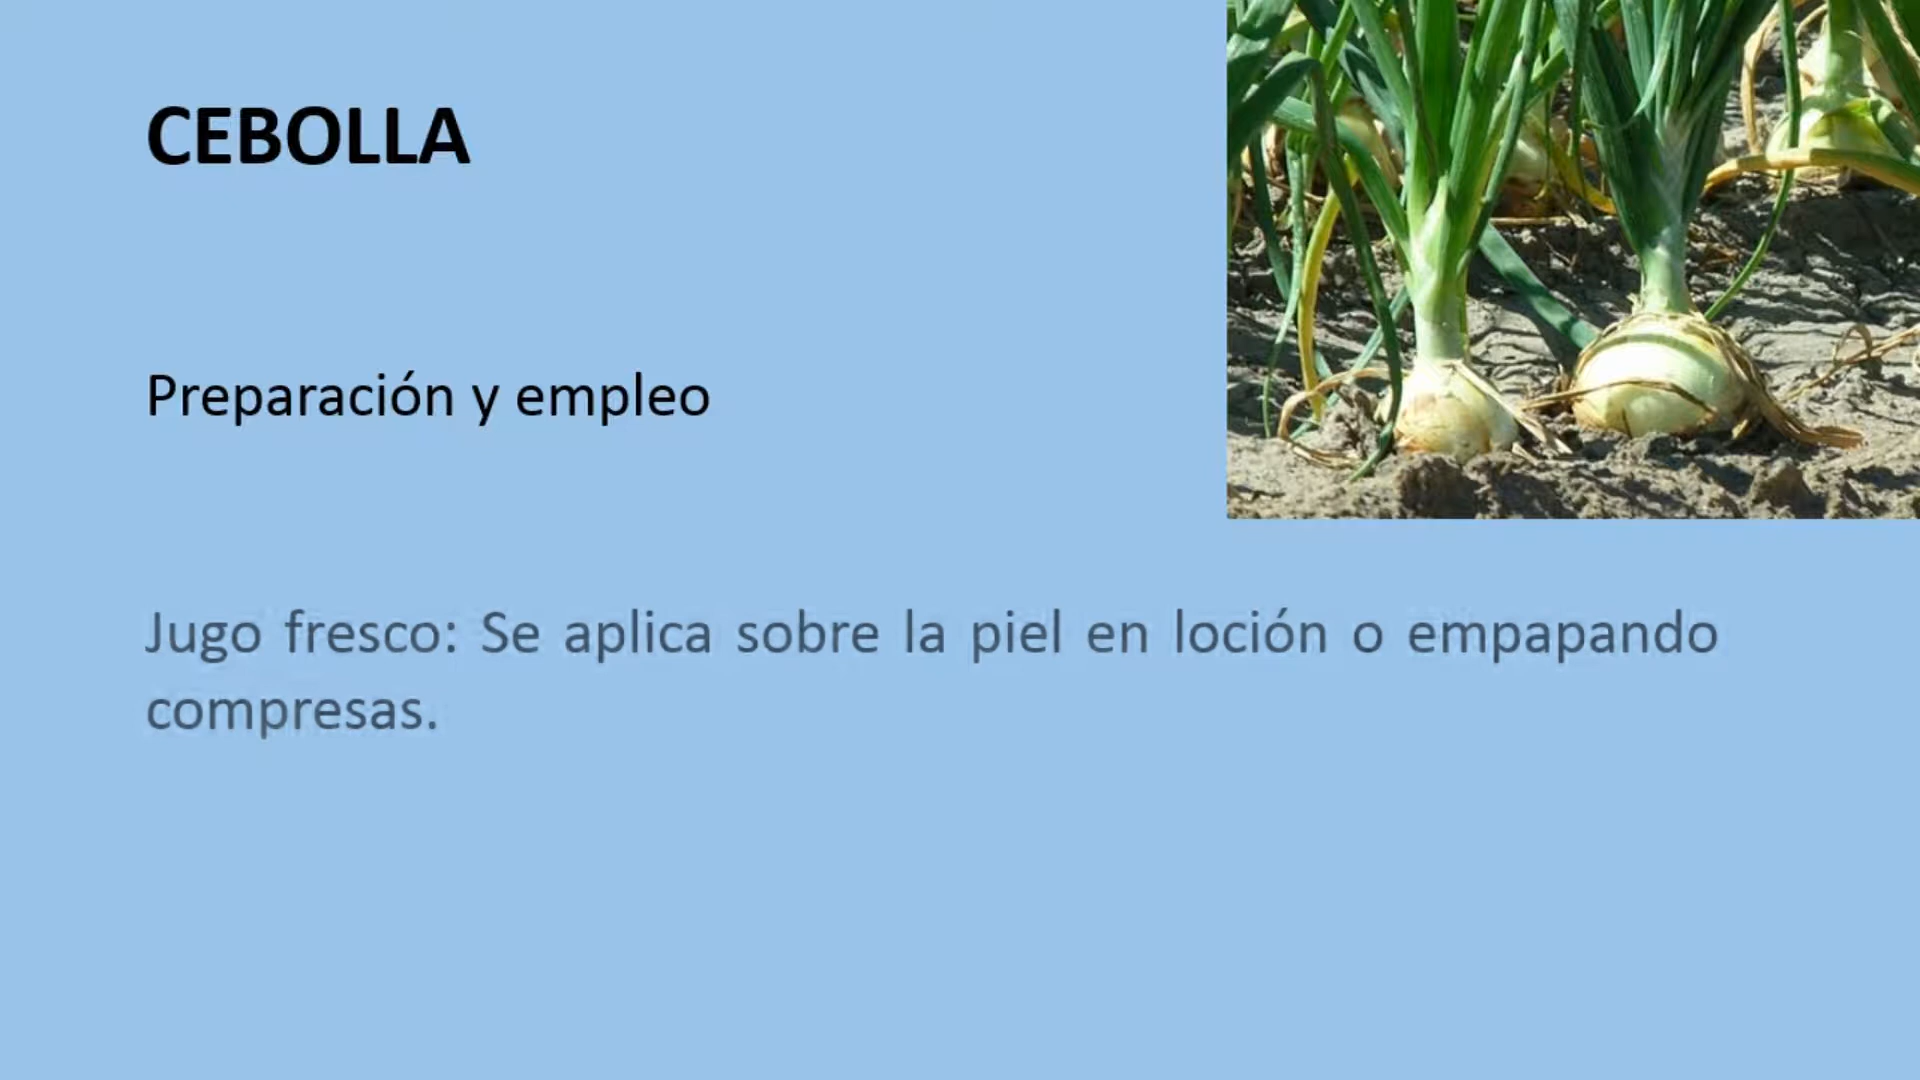 CEBOLLA
Preparación y empleo
Jugo fresco: Se aplica sobre la piel en loción o empapando
compresas.